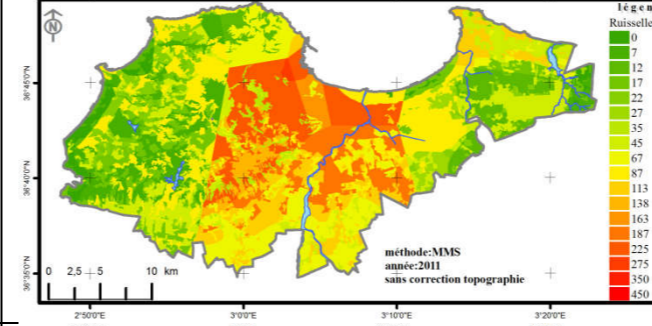 légen
Ruisselle
N
0
7
12
17
22
27
35
45
67
87
113
138
163
187
225
275
350
450
36°45'0"N
36°40'0"N
36°35'0"N
méthode:MMS
année:2011
sans correction topographie
0 2,5 5 10 km
2°50'0"E 3°0'0"E 3°10'0"E 3°20'0"E